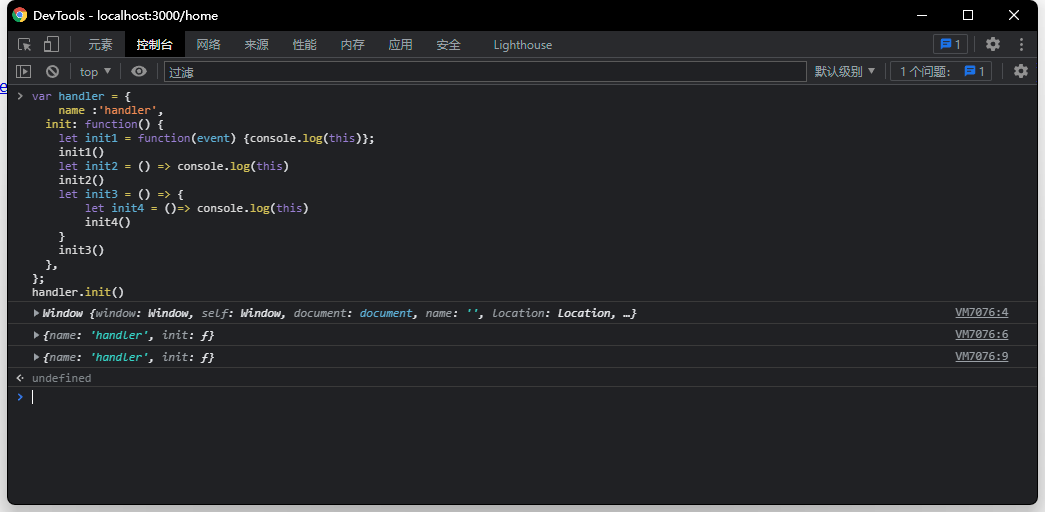 DevTools - localhost:3000/home
元素 控制台 网络 来源 性能 内存 应用 安全 Lighthouse 1
top 过滤 默认级别 1 个问题: 1
e
var handler = {
name :'handler',
init: function() {
let init1 = function(event) {console.log(this)};
init1()
let init2 = () => console.log(this)
init2()
let init3 = () => {
let init4 = ()=> console.log(this)
init4()
}
init3()
},
};
handler.init()
Window {window: Window, self: Window, document: document, name: '', location: Location, …} VM7076:4
{name: 'handler', init: ƒ} VM7076:6
{name: 'handler', init: ƒ} VM7076:9
undefined